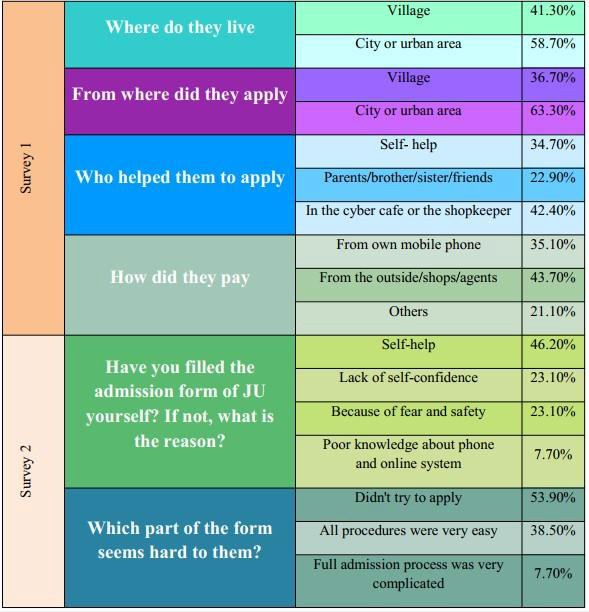 Survey 1
Where do they live
Village
41.30%
City or urban area
58.70%
From where did they apply
Village
36.70%
City or urban area
63.30%
Who helped them to apply
Self- help
34.70%
Parents/brother/sister/friends
22.90%
In the cyber cafe or the shopkeeper
42.40%
How did they pay
From own mobile phone
35.10%
From the outside/shops/agents
43.70%
Others
21.10%
Survey 2
Have you filled the
admission form of JU
yourself? If not, what is
the reason?
Self-help
46.20%
Lack of self-confidence
23.10%
Because of fear and safety
23.10%
Poor knowledge about phone
and online system
7.70%
Which part of the form
seems hard to them?
Didn't try to apply
53.90%
All procedures were very easy
38.50%
Full admission process was very
complicated
7.70%